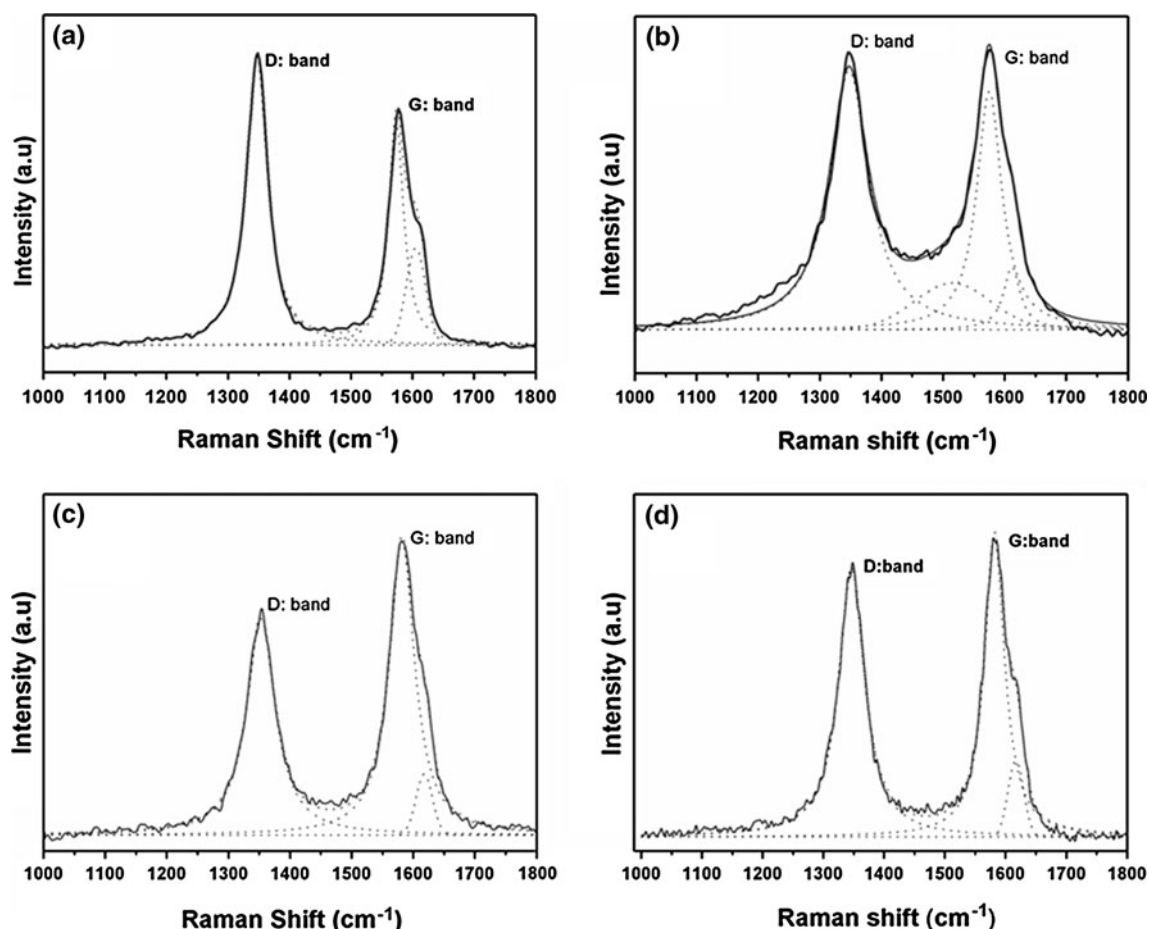 (a)
D: band
G: band
Intensity (a.u)
1000 1100 1200 1300 1400 1500 1600 1700 1800
Raman Shift (cm⁻¹)
(b)
D: band
G: band
Intensity (a.u)
1000 1100 1200 1300 1400 1500 1600 1700 1800
Raman shift (cm⁻¹)
(c)
D: band
G: band
Intensity (a.u)
1000 1100 1200 1300 1400 1500 1600 1700 1800
Raman Shift (cm⁻¹)
(d)
D:band
G:band
Intensity (a.u)
1000 1100 1200 1300 1400 1500 1600 1700 1800
Raman shift (cm⁻¹)